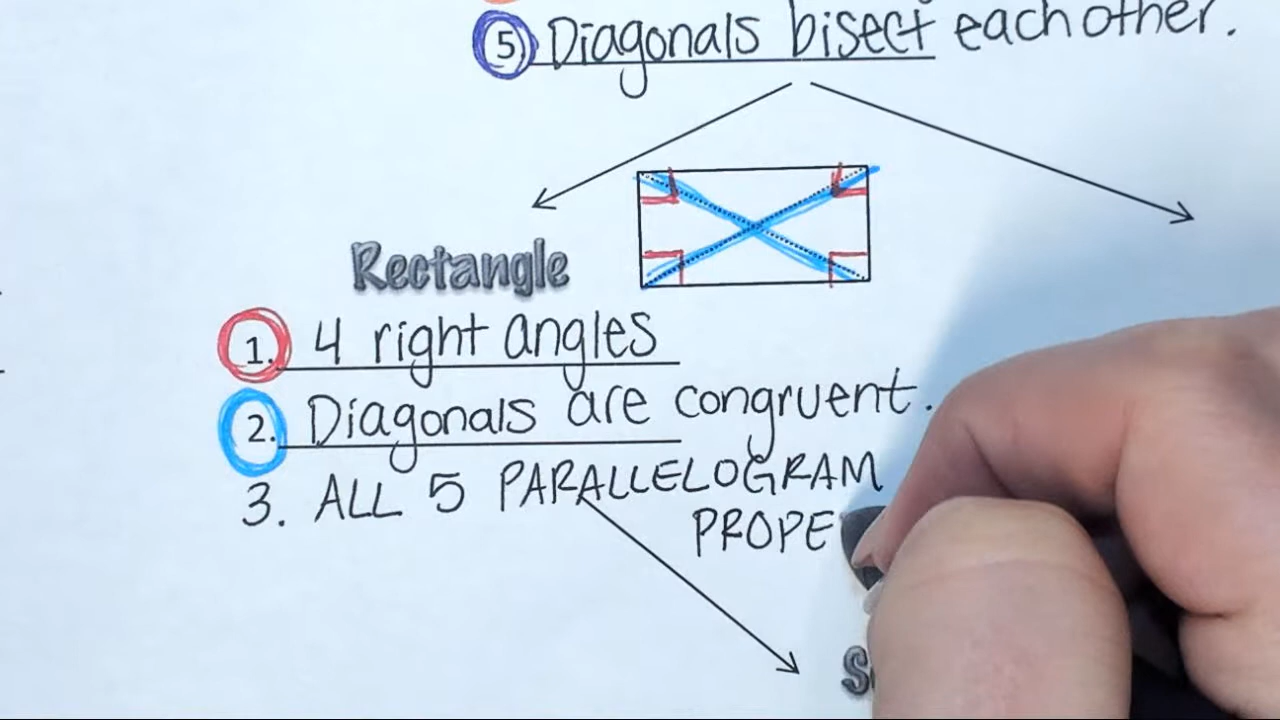 5 Diagonals bisect each other.
Rectangle
1. 4 right angles
2. Diagonals are congruent.
3. ALL 5 PARALLELOGRAM
PROPE